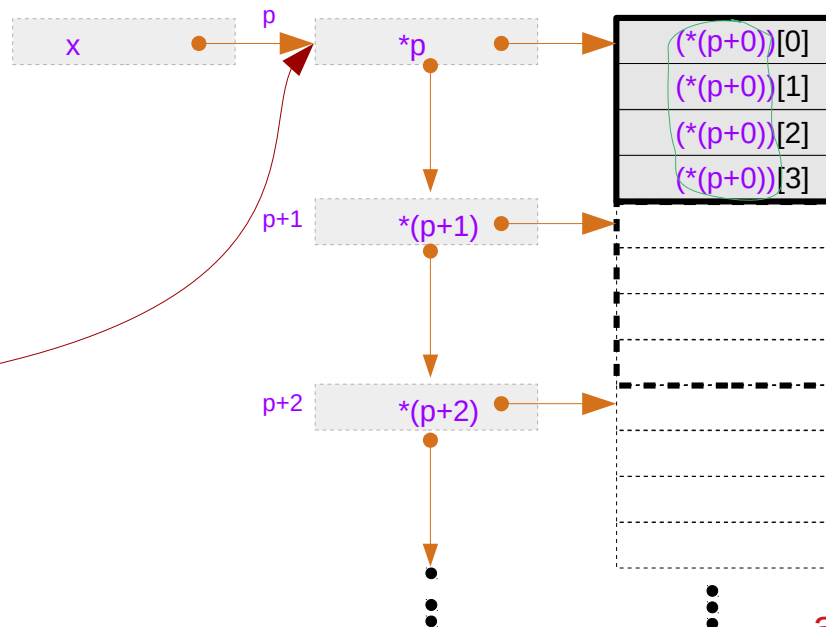 p
x
*p
(*(p+0))[0]
(*(p+0))[1]
(*(p+0))[2]
(*(p+0))[3]
p+1
*(p+1)
p+2
*(p+2)